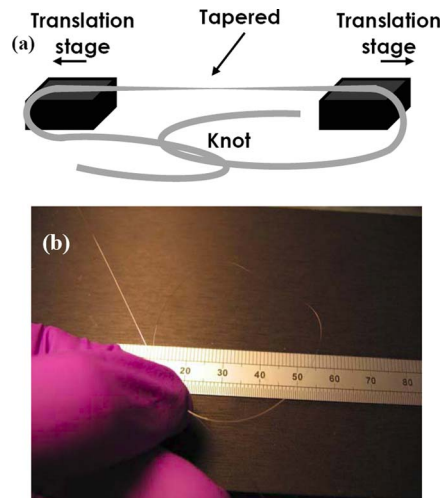 Translation
stage
Tapered
Translation
stage
(a)
Knot
(b)
20 30 40 50 60 70 80